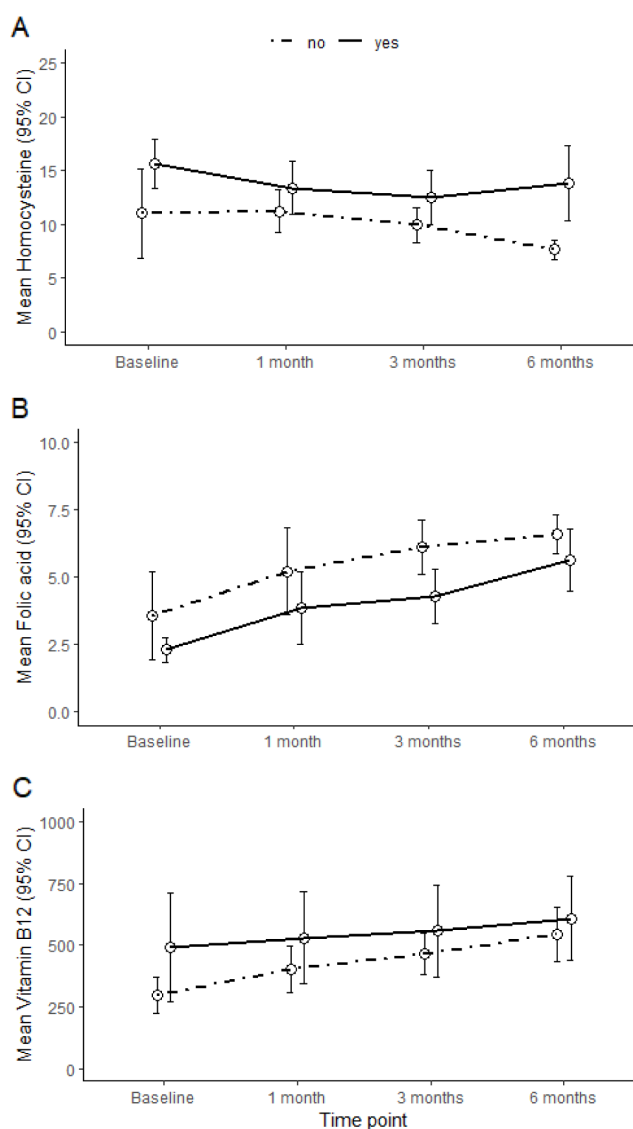 A
no yes
Mean Homocysteine (95% CI)
25
20
15
10
5
0
Baseline 1 month 3 months 6 months
B
Mean Folic acid (95% CI)
10.0
7.5
5.0
2.5
0.0
Baseline 1 month 3 months 6 months
C
Mean Vitamin B12 (95% CI)
1000
750
500
250
0
Baseline 1 month 3 months 6 months
Time point